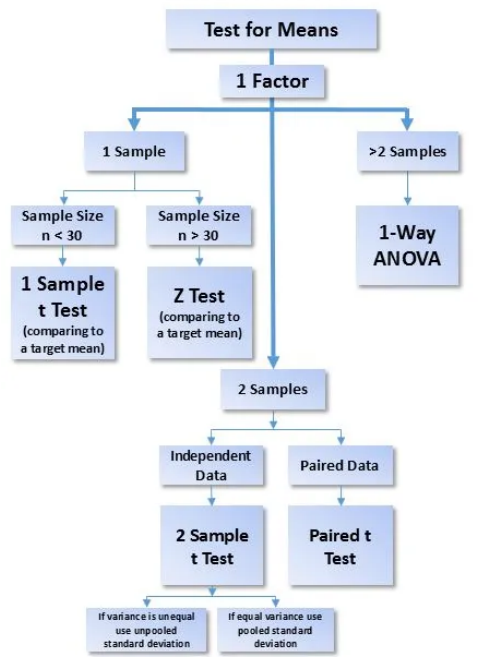 Test for Means
1 Factor
1 Sample
>2 Samples
Sample Size
n < 30
Sample Size
n > 30
1 Sample
t Test
(comparing to
a target mean)
Z Test
(comparing to
a target mean)
1-Way
ANOVA
2 Samples
Independent
Data
Paired Data
2 Sample
t Test
Paired t
Test
If variance is unequal
use unpooled
standard deviation
If equal variance use
pooled standard
deviation